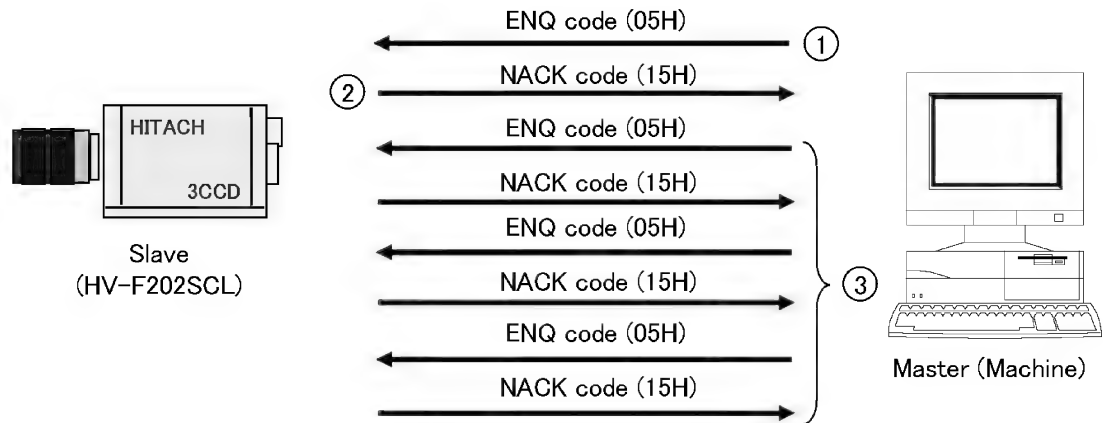 ENQ code (05H)
①
NACK code (15H)
②
HITACH
3CCD
ENQ code (05H)
NACK code (15H)
ENQ code (05H)
NACK code (15H)
③
ENQ code (05H)
NACK code (15H)
Slave
(HV-F202SCL)
Master (Machine)